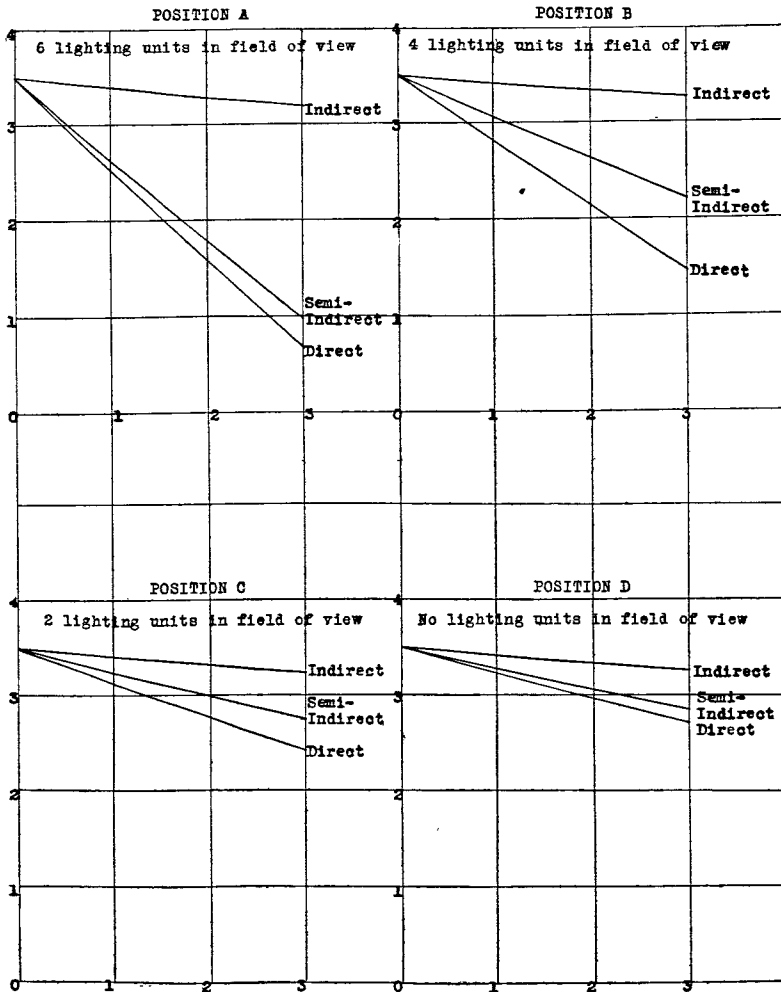 POSITION A
4
6 lighting units in field of view
Indirect
3
2
Semi-
Indirect
1
Direct
0 1 2 3
POSITION B
4
4 lighting units in field of view
Indirect
3
Semi-
Indirect
2
Direct
1
0 1 2 3
POSITION C
4
2 lighting units in field of view
Indirect
3
Semi-
Indirect
Direct
2
1
0 1 2 3
POSITION D
4
No lighting units in field of view
Indirect
3
Semi-
Indirect
Direct
2
1
0 1 2 3